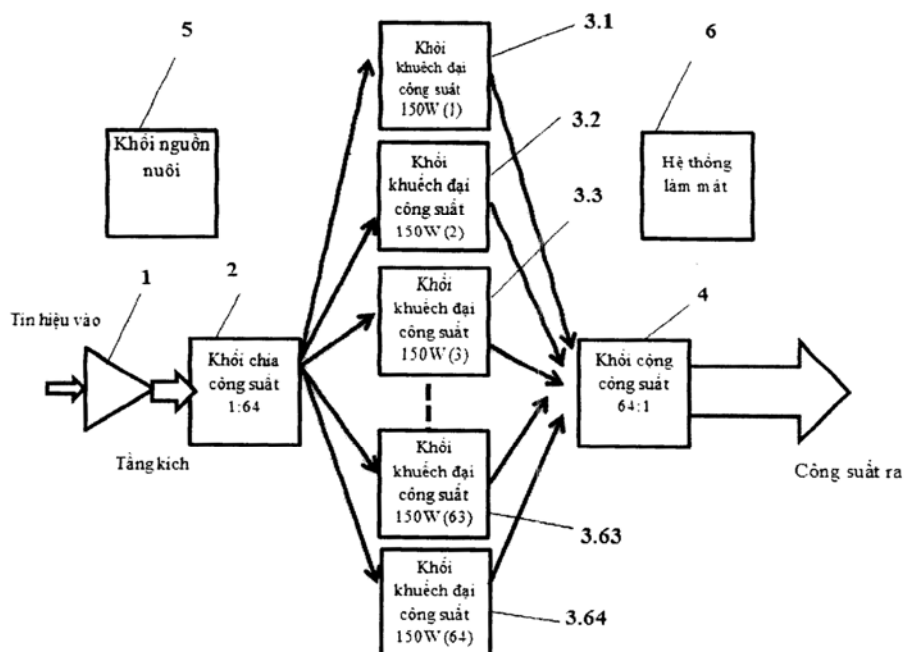 5
Khối nguồn
nuôi
1
2
Tín hiệu vào
Khối chia
công suất
1:64
Tầng kích
Khối
khuếch đại
công suất
150W (1)
3.1
Khối
khuếch đại
công suất
150W (2)
3.2
Khối
khuếch đại
công suất
150W (3)
3.3
Khối
khuếch đại
công suất
150W (63)
3.63
Khối
khuếch đại
công suất
150W (64)
3.64
6
Hệ thống
làm mát
4
Khối cộng
công suất
64:1
Công suất ra